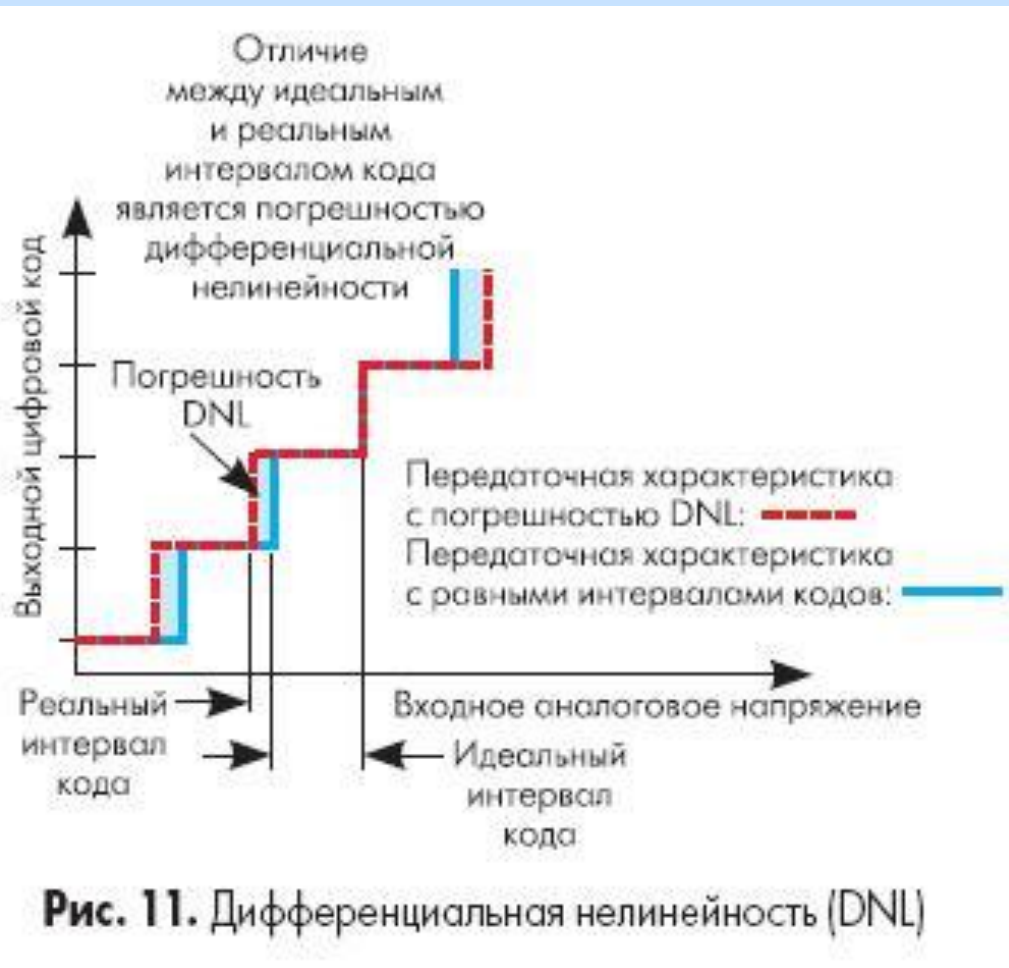 Отличие
между идеальным
и реальным
интервалом кода
является погрешностью
дифференциальной
нелинейности
Выходной цифровой код
Погрешность
DNL
Передаточная характеристика
с погрешностью DNL:
Передаточная характеристика
с равными интервалами кодов:
Реальный
интервал
кода
Входное аналоговое напряжение
Идеальный
интервал
кода
Рис. 11. Дифференциальная нелинейность (DNL)